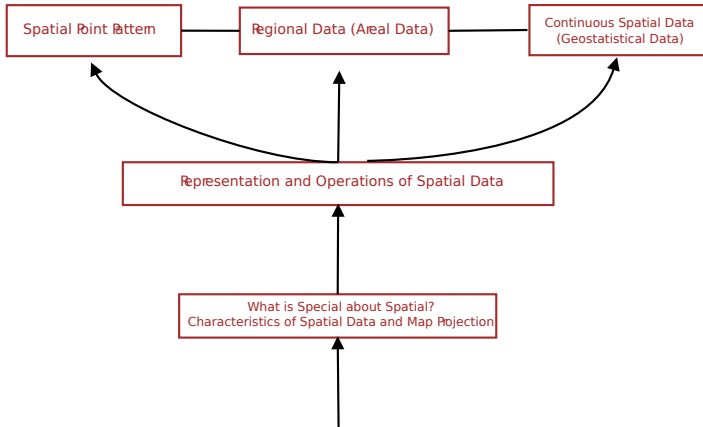 Spatial Point Pattern
Regional Data (Areal Data)
Continuous Spatial Data
(Geostatistical Data)
Representation and Operations of Spatial Data
What is Special about Spatial?
Characteristics of Spatial Data and Map Projection